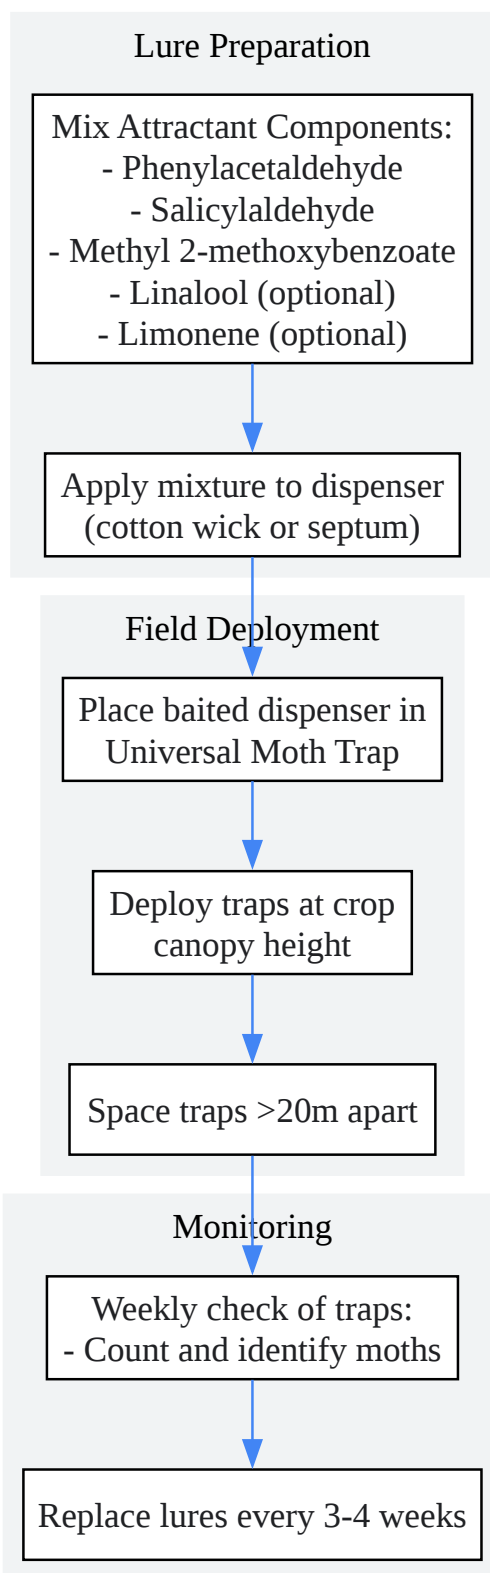 Lure Preparation
Mix Attractant Components:
- Phenylacetaldehyde
- Salicylaldehyde
- Methyl 2-methoxybenzoate
- Linalool (optional)
- Limonene (optional)
Apply mixture to dispenser
(cotton wick or septum)
Field Deployment
Place baited dispenser in
Universal Moth Trap
Deploy traps at crop
canopy height
Space traps >20m apart
Monitoring
Weekly check of traps:
- Count and identify moths
Replace lures every 3-4 weeks